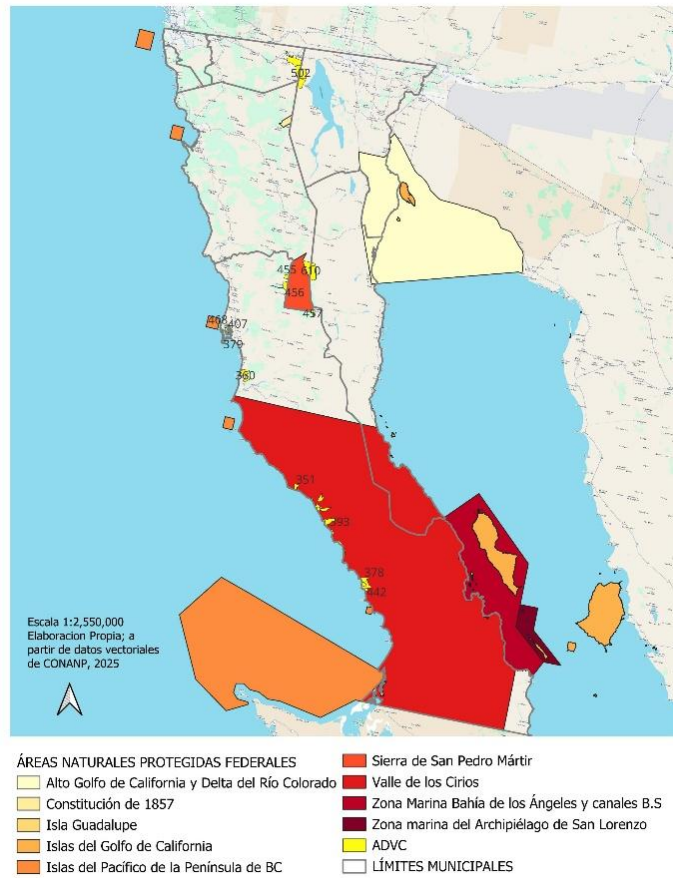 502
455 610
456
457
468 407
379
360
351
93
378
442
Escala 1:2,550,000
Elaboracion Propia; a
partir de datos vectoriales
de CONANP, 2025
ÁREAS NATURALES PROTEGIDAS FEDERALES
Alto Golfo de California y Delta del Río Colorado
Constitución de 1857
Isla Guadalupe
Islas del Golfo de California
Islas del Pacífico de la Península de BC
Sierra de San Pedro Mártir
Valle de los Cirios
Zona Marina Bahía de los Ángeles y canales B.S
Zona marina del Archipiélago de San Lorenzo
ADVC
LÍMITES MUNICIPALES